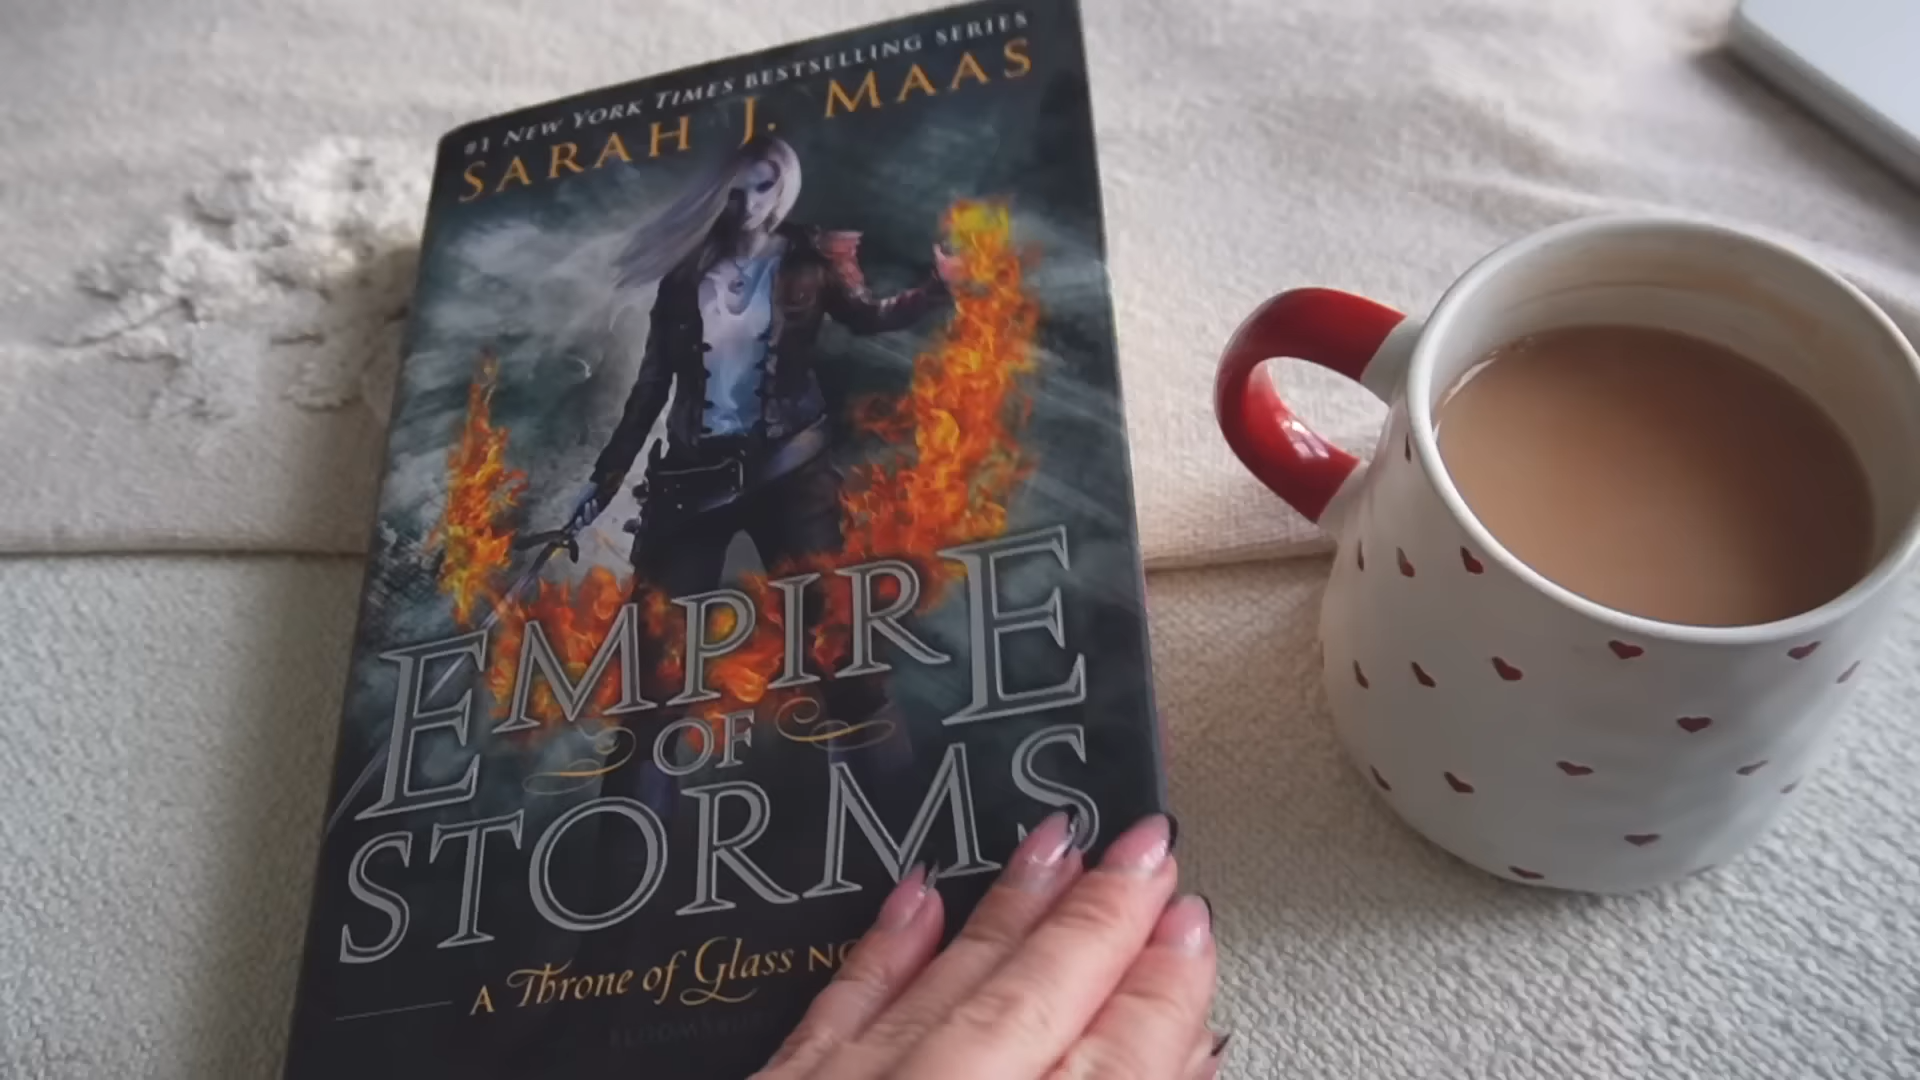 #1 NEW YORK TIMES BESTSELLING SERIES
SARAH J. MAAS
EMPIRE
OF
STORMS
A Throne of Glass